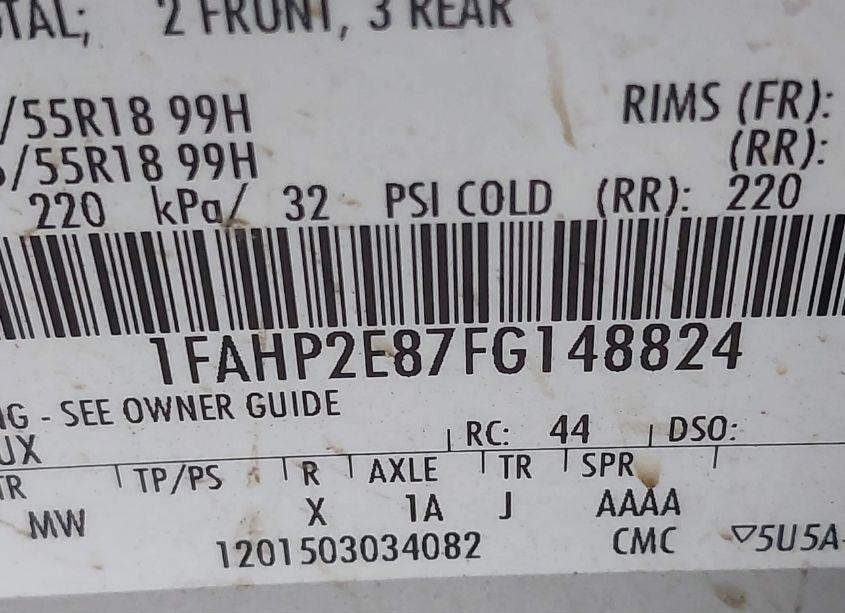 TAL; 2 FRONT, 3 REAR
/55R18 99H RIMS (FR):
/55R18 99H (RR):
220 kPa/ 32 PSI COLD (RR): 220
1FAHP2E87FG148824
NG - SEE OWNER GUIDE
UX RC: 44 DSO:
TR TP/PS R AXLE TR SPR
MW X 1A J AAAA
1201503034082 CMC ▽5U5A-